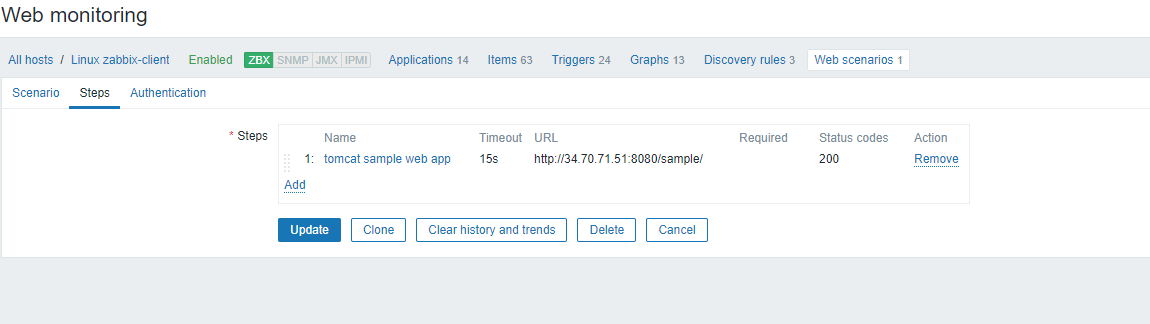 Web monitoring
All hosts / Linux zabbix-client Enabled ZBX SNMP JMX IPMI Applications 14 Items 63 Triggers 24 Graphs 13 Discovery rules 3 Web scenarios 1
Scenario Steps Authentication
* Steps Name Timeout URL Required Status codes Action
1: tomcat sample web app 15s http://34.70.71.51:8080/sample/ 200 Remove
Add
Update Clone Clear history and trends Delete Cancel